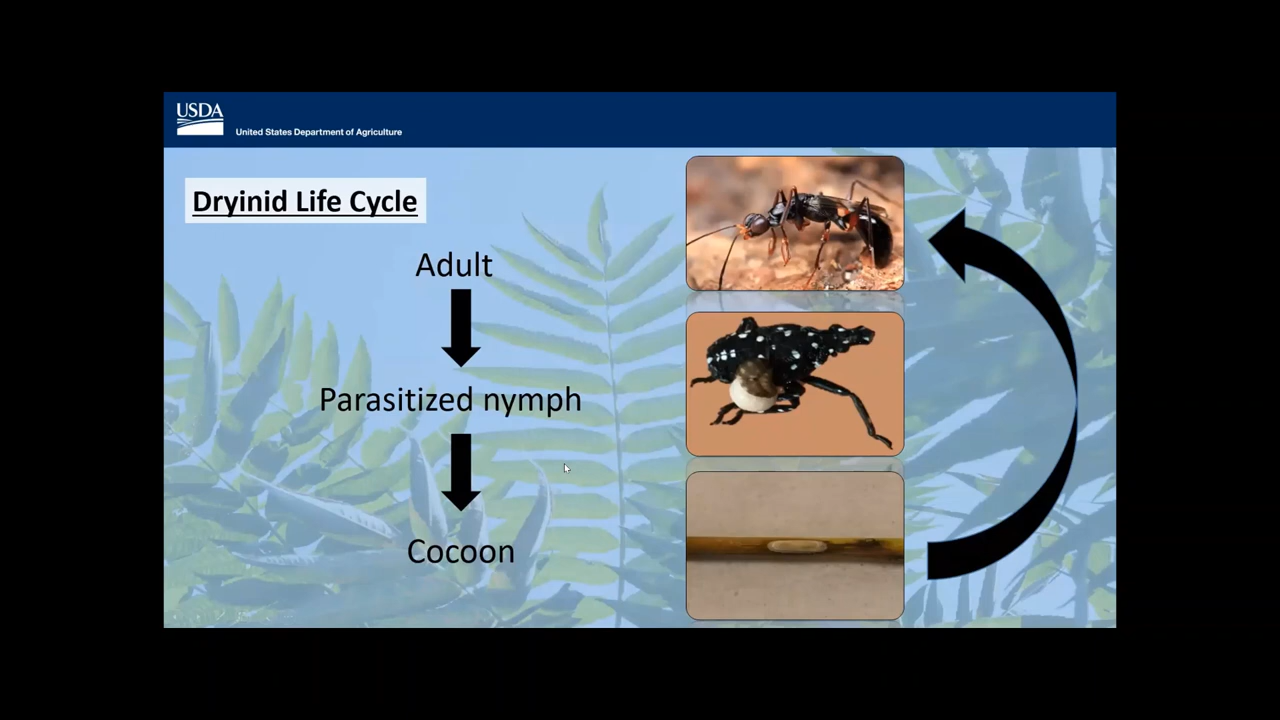 USDA
United States Department of Agriculture
Dryinid Life Cycle
Adult
Parasitized nymph
Cocoon